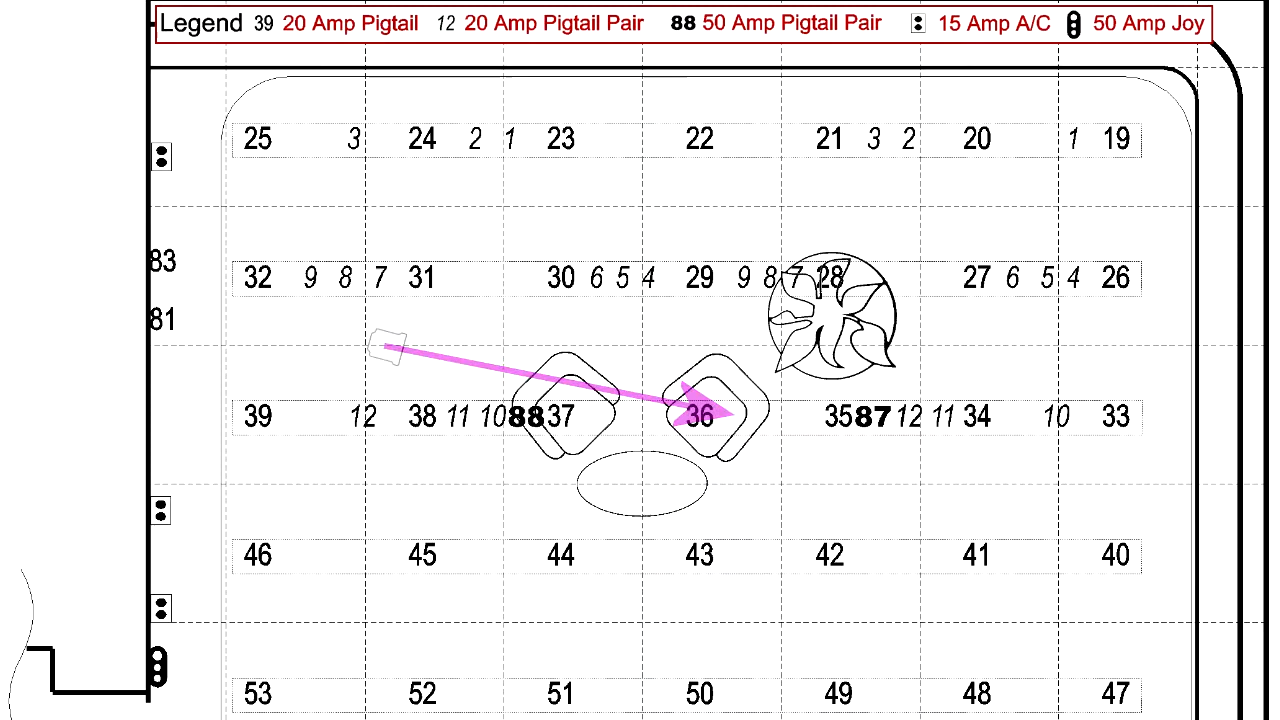 Legend 39 20 Amp Pigtail 12 20 Amp Pigtail Pair 88 50 Amp Pigtail Pair 15 Amp A/C 50 Amp Joy
25 3 24 2 1 23 22 21 3 2 20 1 19
83
32 9 8 7 31 30 6 5 4 29 9 8 7 28 27 6 5 4 26
81
39 12 38 11 10 88 37 36 35 87 12 11 34 10 33
46 45 44 43 42 41 40
53 52 51 50 49 48 47